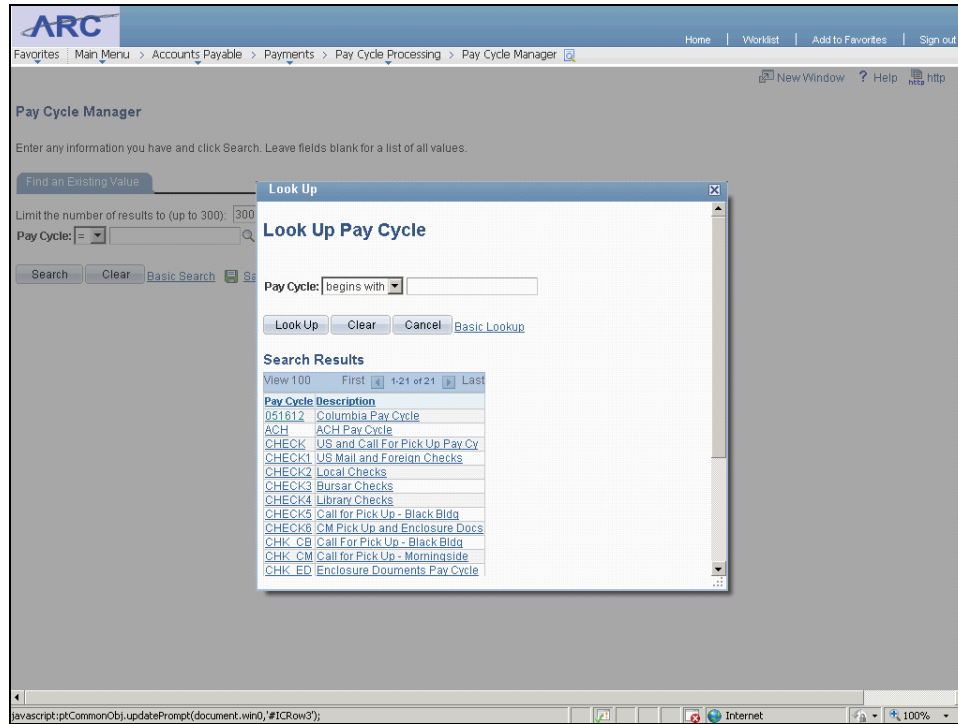 ARC
Home | Worklist | Add to Favorites | Sign out
Favorites Main Menu > Accounts Payable > Payments > Pay Cycle Processing > Pay Cycle Manager
New Window ? Help http
Pay Cycle Manager
Enter any information you have and click Search. Leave fields blank for a list of all values.
Find an Existing Value
Limit the number of results to (up to 300): 300
Pay Cycle: =
Search Clear Basic Search Sa
Look Up
Look Up Pay Cycle
Pay Cycle: begins with
Look Up Clear Cancel Basic Lookup
Search Results
View 100 First 1-21 of 21 Last
Pay Cycle Description
051612 Columbia Pay Cycle
ACH ACH Pay Cycle
CHECK US and Call For Pick Up Pay Cy
CHECK1 US Mail and Foreign Checks
CHECK2 Local Checks
CHECK3 Bursar Checks
CHECK4 Library Checks
CHECK5 Call for Pick Up - Black Bldg
CHECK6 CM Pick Up and Enclosure Docs
CHK_CB Call For Pick Up - Black Bldg
CHK_CM Call for Pick Up - Morningside
CHK_ED Enclosure Douments Pay Cycle
javascript:ptCommonObj.updatePrompt(document.win0,'#ICRow3'); Internet 100%